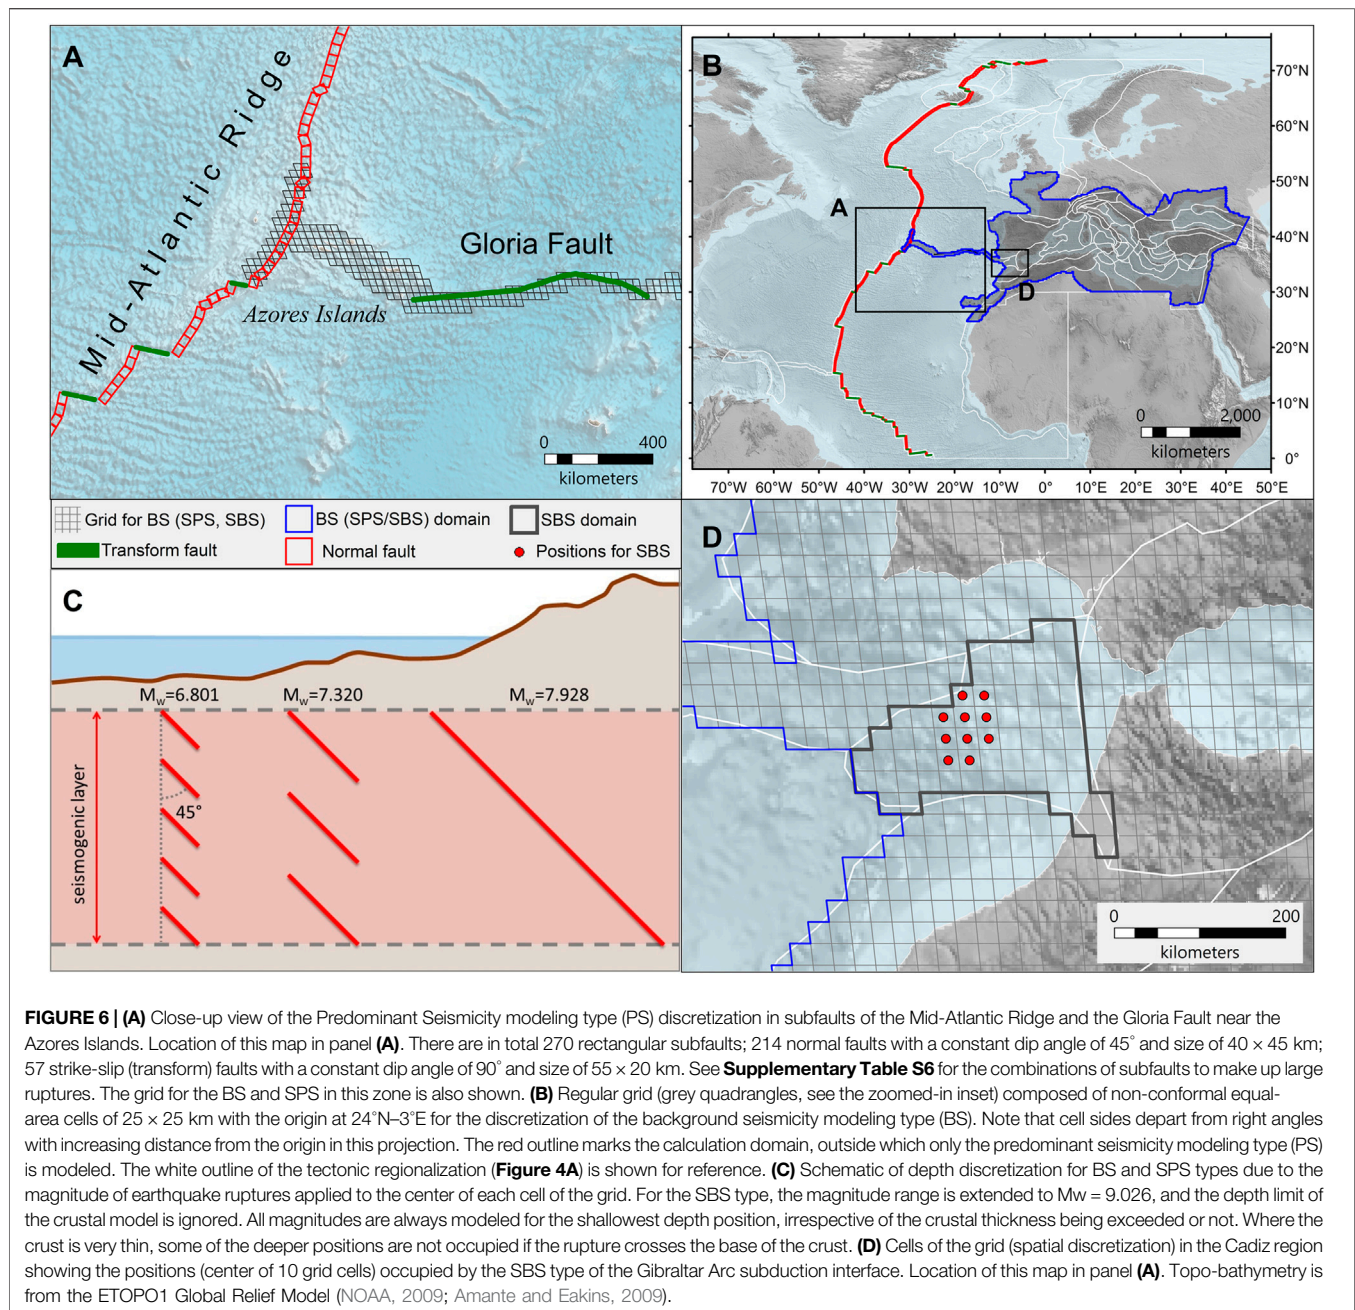 A
Mid-Atlantic Ridge
Gloria Fault
Azores Islands
0 400
kilometers
B
A
D
70°N
60°N
50°N
40°N
30°N
20°N
10°N
0°
0 2,000
kilometers
70°W 60°W 50°W 40°W 30°W 20°W 10°W 0° 10°E 20°E 30°E 40°E 50°E
Grid for BS (SPS, SBS) BS (SPS/SBS) domain SBS domain
Transform fault Normal fault Positions for SBS
C
Mw=6.801 Mw=7.320 Mw=7.928
seismogenic layer
45°
D
0 200
kilometers
FIGURE 6 | (A) Close-up view of the Predominant Seismicity modeling type (PS) discretization in subfaults of the Mid-Atlantic Ridge and the Gloria Fault near the
Azores Islands. Location of this map in panel (A). There are in total 270 rectangular subfaults; 214 normal faults with a constant dip angle of 45° and size of 40 × 45 km;
57 strike-slip (transform) faults with a constant dip angle of 90° and size of 55 × 20 km. See Supplementary Table S6 for the combinations of subfaults to make up large
ruptures. The grid for the BS and SPS in this zone is also shown. (B) Regular grid (grey quadrangles, see the zoomed-in inset) composed of non-conformal equal-
area cells of 25 × 25 km with the origin at 24°N–3°E for the discretization of the background seismicity modeling type (BS). Note that cell sides depart from right angles
with increasing distance from the origin in this projection. The red outline marks the calculation domain, outside which only the predominant seismicity modeling type (PS)
is modeled. The white outline of the tectonic regionalization (Figure 4A) is shown for reference. (C) Schematic of depth discretization for BS and SPS types due to the
magnitude of earthquake ruptures applied to the center of each cell of the grid. For the SBS type, the magnitude range is extended to Mw = 9.026, and the depth limit of
the crustal model is ignored. All magnitudes are always modeled for the shallowest depth position, irrespective of the crustal thickness being exceeded or not. Where the
crust is very thin, some of the deeper positions are not occupied if the rupture crosses the base of the crust. (D) Cells of the grid (spatial discretization) in the Cadiz region
showing the positions (center of 10 grid cells) occupied by the SBS type of the Gibraltar Arc subduction interface. Location of this map in panel (A). Topo-bathymetry is
from the ETOPO1 Global Relief Model (NOAA, 2009; Amante and Eakins, 2009).